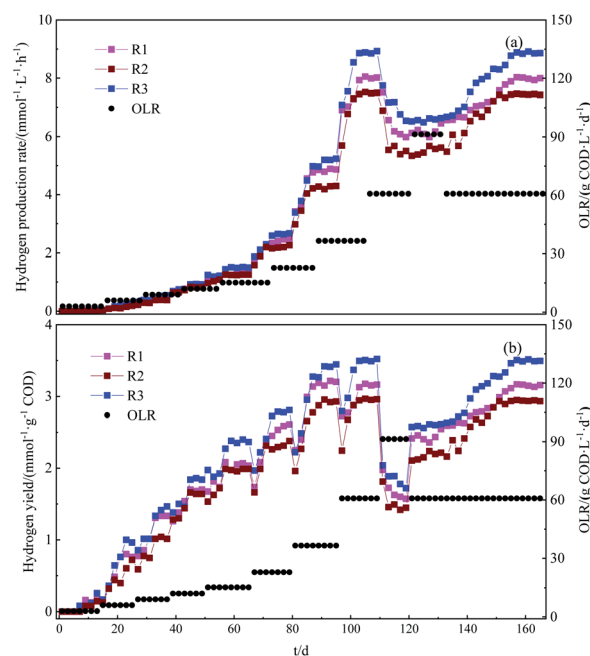 10
8
6
4
2
0
Hydrogen production rate/(mmol·L⁻¹·h⁻¹)
R1
R2
R3
OLR
(a)
150
120
90
60
30
0
OLR/(g COD·L⁻¹·d⁻¹)
4
3
2
1
0
Hydrogen yield/(mmol⁻¹·g⁻¹ COD)
R1
R2
R3
OLR
(b)
150
120
90
60
30
0
OLR/(g COD·L⁻¹·d⁻¹)
0 20 40 60 80 100 120 140 160
t/d